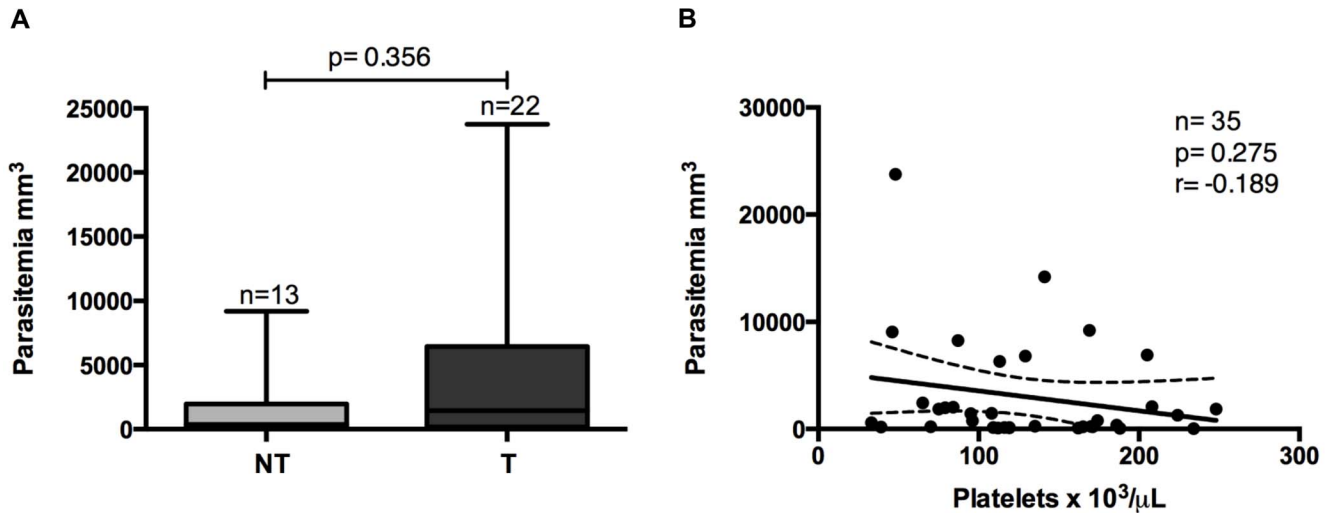 A
p= 0.356
Parasitemia mm³
25000
20000
15000
10000
5000
0
n=13
n=22
NT
T
B
Parasitemia mm³
30000
20000
10000
0
n= 35
p= 0.275
r= -0.189
0
100
200
300
Platelets x 10³/µL